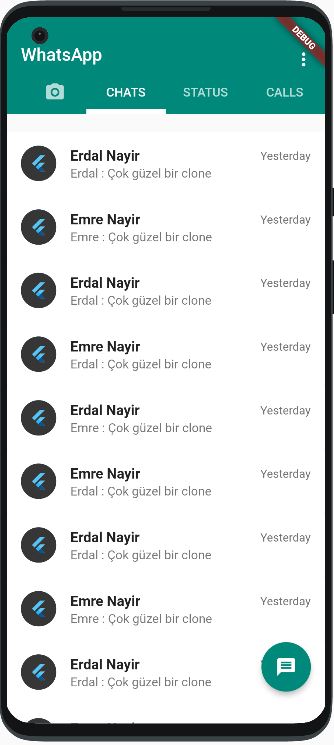 DEBUG
WhatsApp
CHATS STATUS CALLS
Erdal Nayir Yesterday
Erdal : Çok güzel bir clone
Emre Nayir Yesterday
Emre : Çok güzel bir clone
Erdal Nayir Yesterday
Erdal : Çok güzel bir clone
Emre Nayir Yesterday
Erdal : Çok güzel bir clone
Erdal Nayir Yesterday
Emre : Çok güzel bir clone
Emre Nayir Yesterday
Erdal : Çok güzel bir clone
Erdal Nayir Yesterday
Erdal : Çok güzel bir clone
Emre Nayir Yesterday
Emre : Çok güzel bir clone
Erdal Nayir
Erdal : Çok güzel bir clone